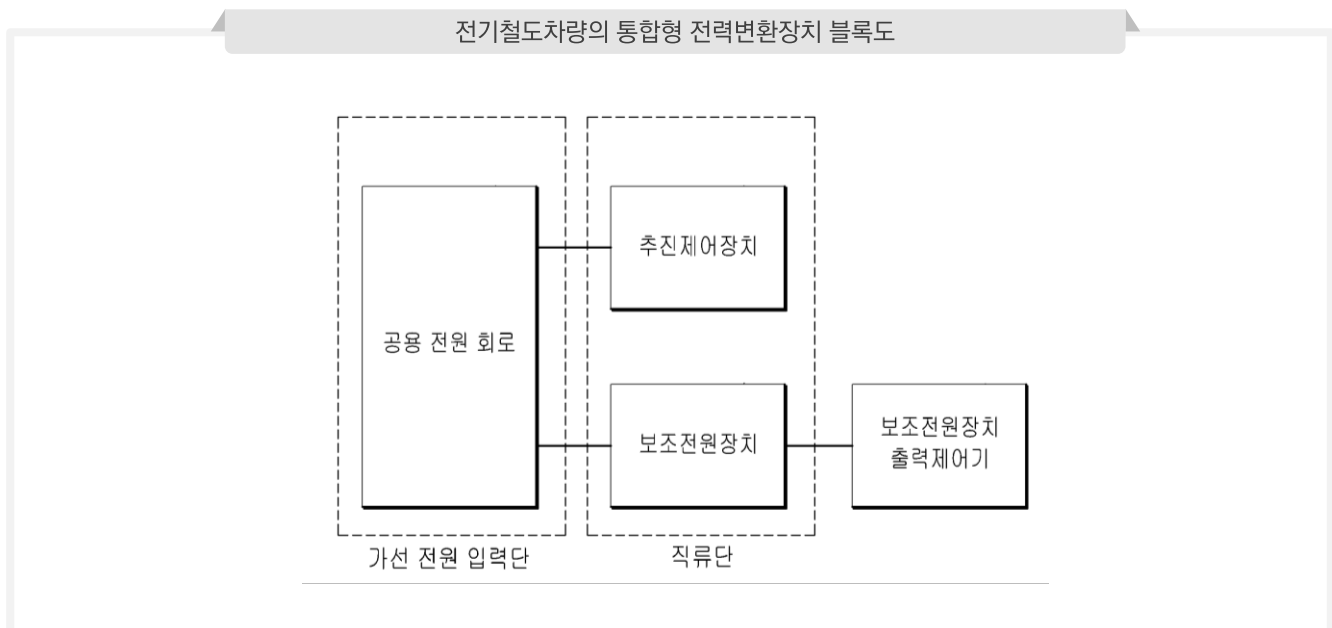 전기철도차량의 통합형 전력변환장치 블록도
추진제어장치
공용 전원 회로
보조전원장치
보조전원장치
출력제어기
가선 전원 입력단
직류단